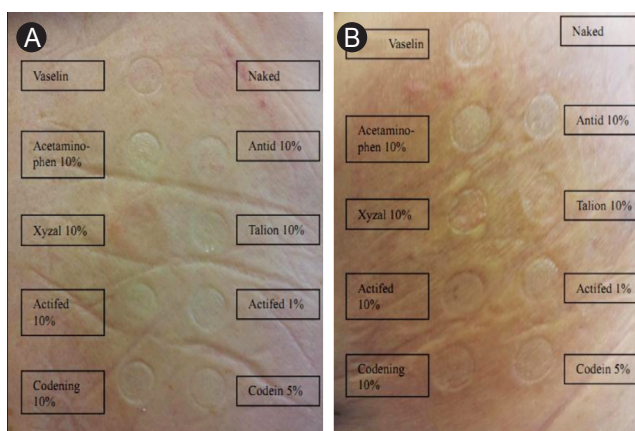 A
Vaselin
Naked
Acetamino-
phen 10%
Antid 10%
Xyzal 10%
Talion 10%
Actifed
10%
Actifed 1%
Codening
10%
Codein 5%
B
Vaselin
Naked
Acetamino-
phen 10%
Antid 10%
Xyzal 10%
Talion 10%
Actifed
10%
Actifed 1%
Codening
10%
Codein 5%